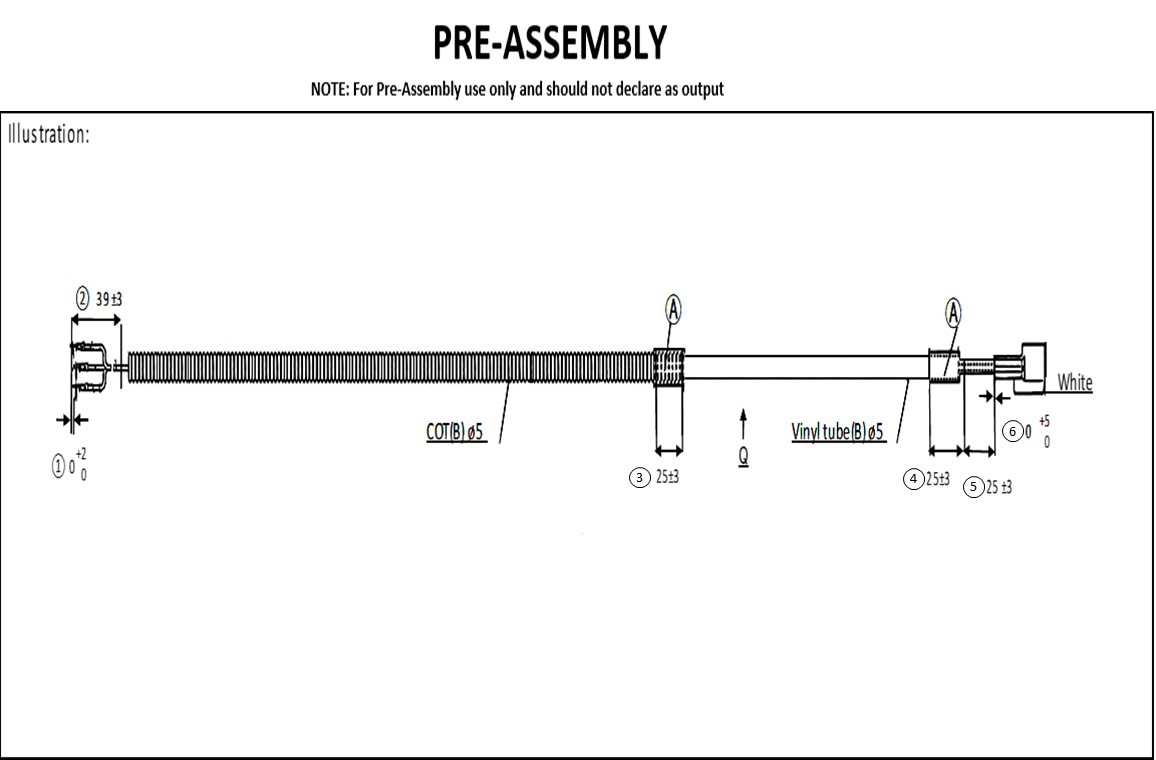 PRE-ASSEMBLY
NOTE: For Pre-Assembly use only and should not declare as output
Illustration:
② 39 ±3
A
A
White
COT(B) ø5
Vinyl tube(B) ø5
⑥ 0 +5 0
① 0 +2 0
Q
③ 25±3
④ 25±3
⑤ 25 ±3